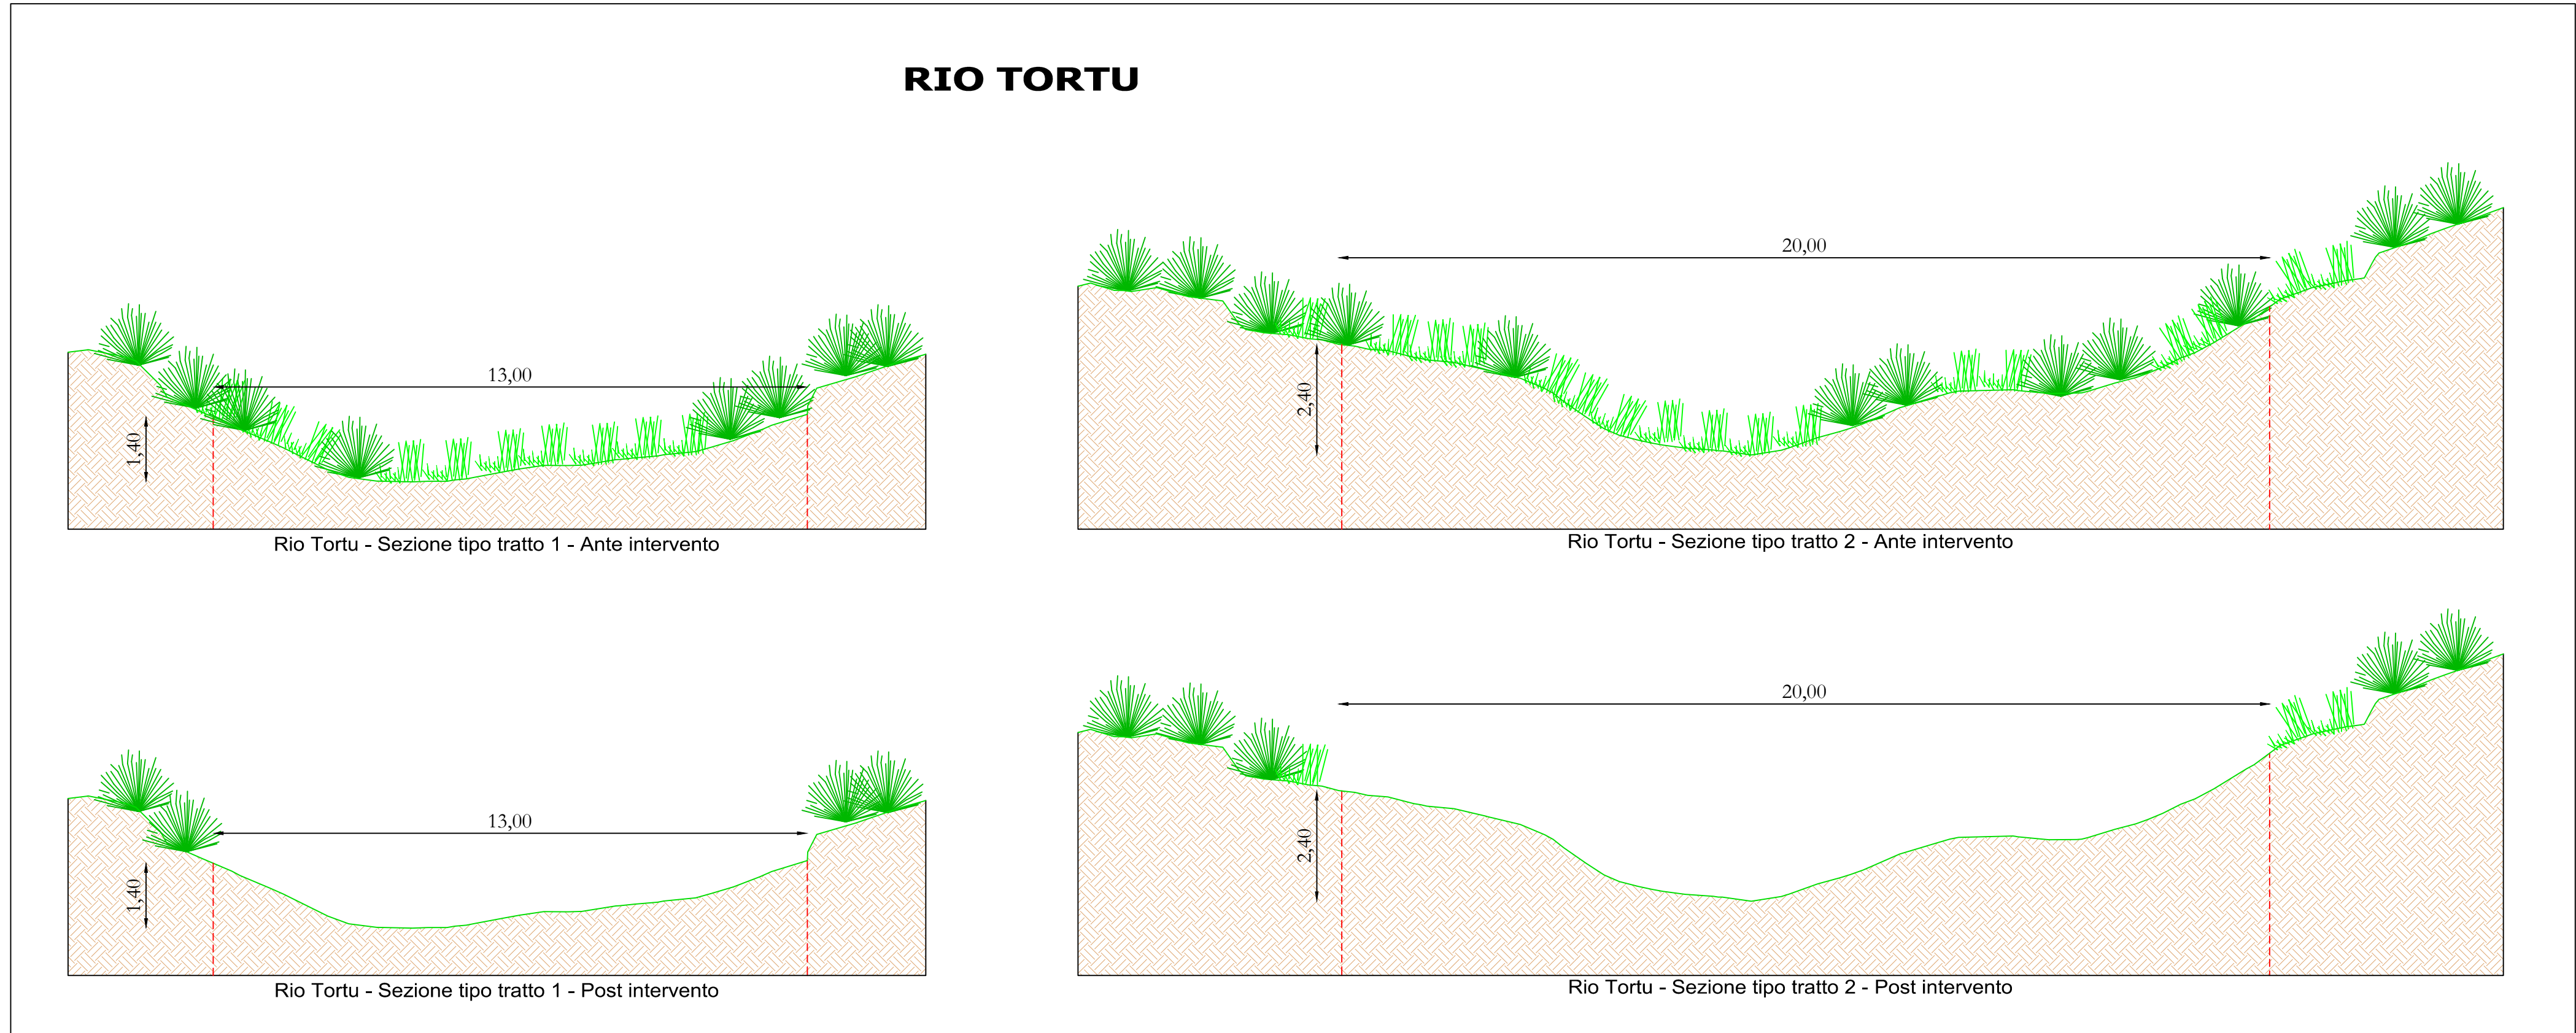 RIO TORTU
20,00
13,00
2,40
1,40
Rio Tortu - Sezione tipo tratto 1 - Ante intervento
Rio Tortu - Sezione tipo tratto 2 - Ante intervento
20,00
13,00
2,40
1,40
Rio Tortu - Sezione tipo tratto 1 - Post intervento
Rio Tortu - Sezione tipo tratto 2 - Post intervento